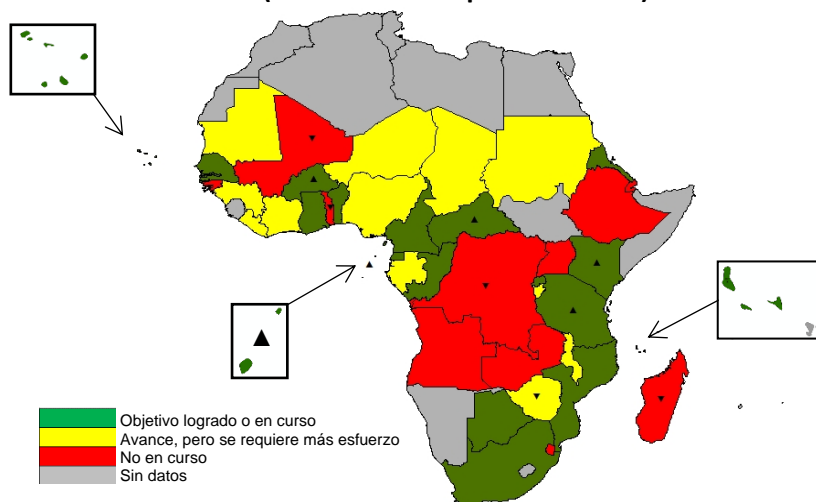 Objetivo logrado o en curso
Avance, pero se requiere más esfuerzo
No en curso
Sin datos